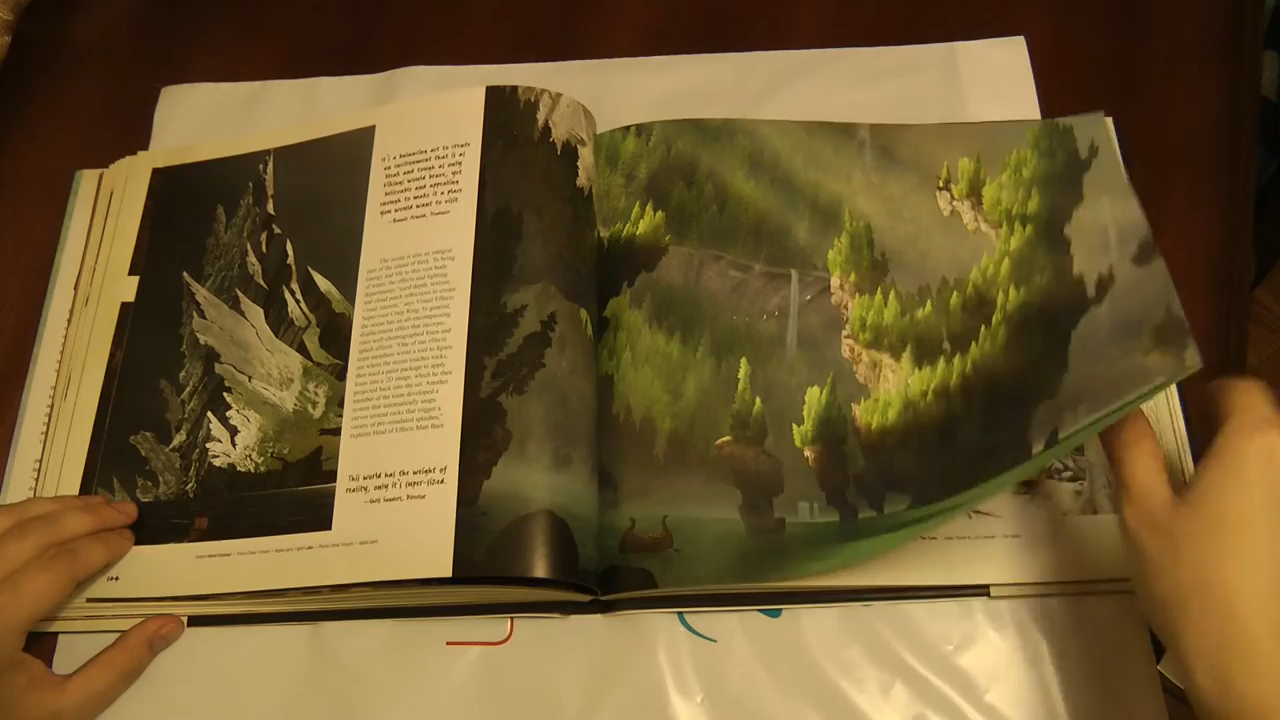 It's a balancing act to create
an environment that is as
bleak and tough as only
Vikings would brave, yet
believable and appealing
enough to make it a place
you would want to visit.
—Bonnie Arnold, Producer
The ocean is also an integral
part of the island of Berk. To bring
energy and life to this vast body
of water, the effects and lighting
departments "used depth, texture,
and cloud patch reflections to create
visual interest," says Visual Effects
Supervisor Craig Ring. In general,
the ocean has an all-encompassing
displacement effect that incorpo-
rates well-choreographed foam and
splash effects. "One of our effects
team members wrote a tool to figure
out where the ocean touches rocks,
then used a paint package to apply
foam into a 2D image, which he then
projected back into the set. Another
member of the team developed a
system that automatically snaps
curves around rocks that trigger a
variety of pre-simulated splashes,"
explains Head of Effects Matt Baer.
This world has the weight of
reality, only it's super-sized.
—Chris Sanders, Director
104
The Cove